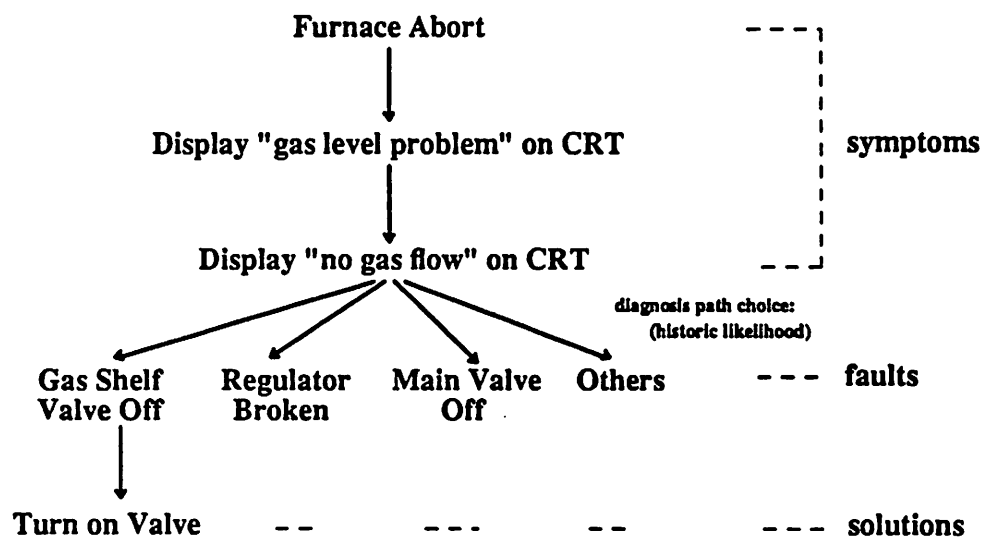 Furnace Abort
Display "gas level problem" on CRT
symptoms
Display "no gas flow" on CRT
diagnosis path choice:
(historic likelihood)
Gas Shelf
Valve Off
Regulator
Broken
Main Valve
Off
Others
faults
Turn on Valve
solutions